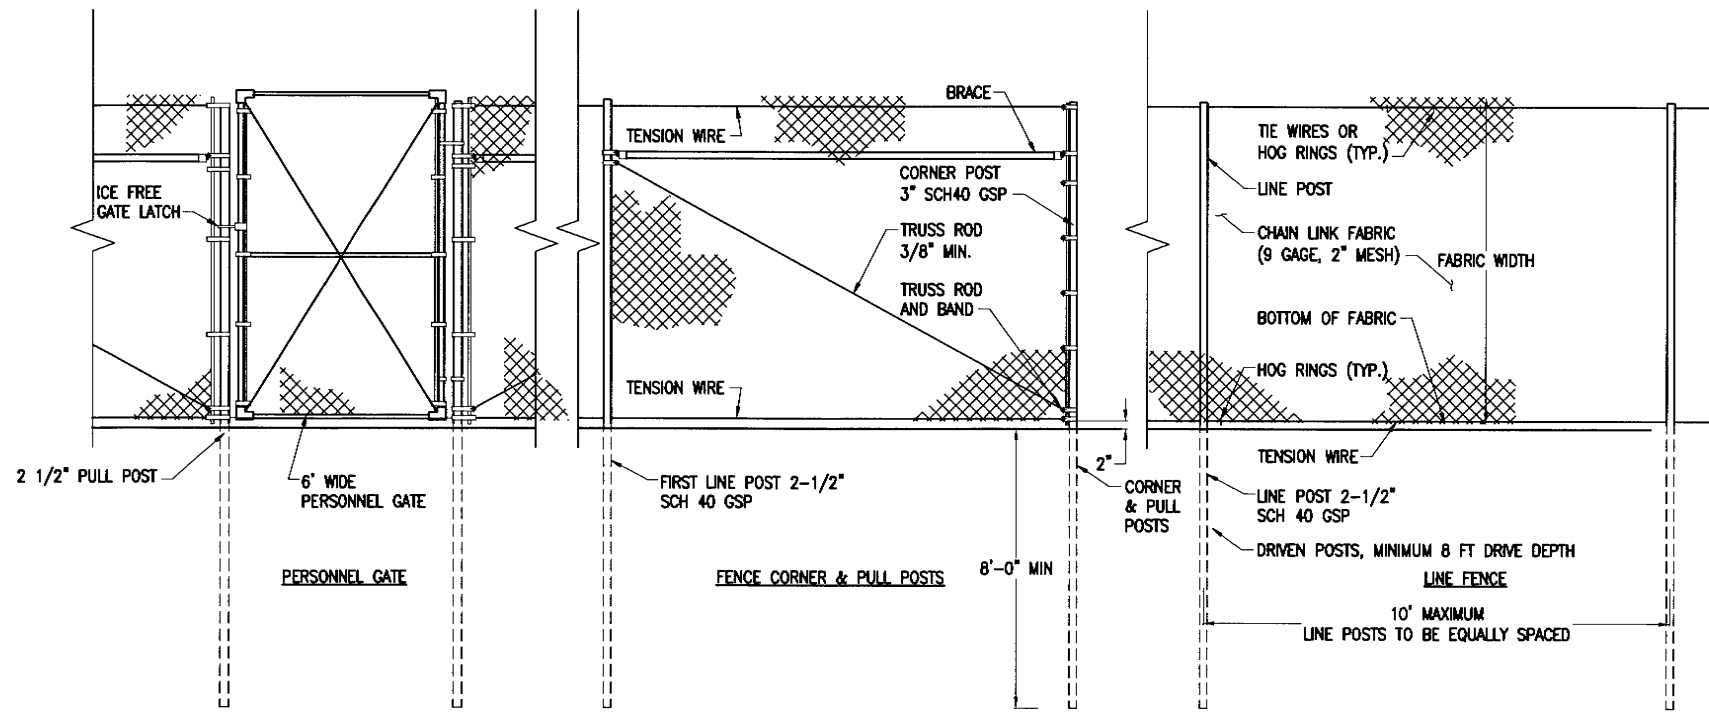 ICE FREE
GATE LATCH
2 1/2" PULL POST
6' WIDE
PERSONNEL GATE
PERSONNEL GATE
BRACE
TENSION WIRE
CORNER POST
3" SCH40 GSP
TRUSS ROD
3/8" MIN.
TRUSS ROD
AND BAND
TENSION WIRE
FIRST LINE POST 2-1/2"
SCH 40 GSP
2"
CORNER
& PULL
POSTS
8'-0" MIN
FENCE CORNER & PULL POSTS
TIE WIRES OR
HOG RINGS (TYP.)
LINE POST
CHAIN LINK FABRIC
(9 GAGE, 2" MESH)
FABRIC WIDTH
BOTTOM OF FABRIC
HOG RINGS (TYP.)
TENSION WIRE
LINE POST 2-1/2"
SCH 40 GSP
DRIVEN POSTS, MINIMUM 8 FT DRIVE DEPTH
LINE FENCE
10' MAXIMUM
LINE POSTS TO BE EQUALLY SPACED